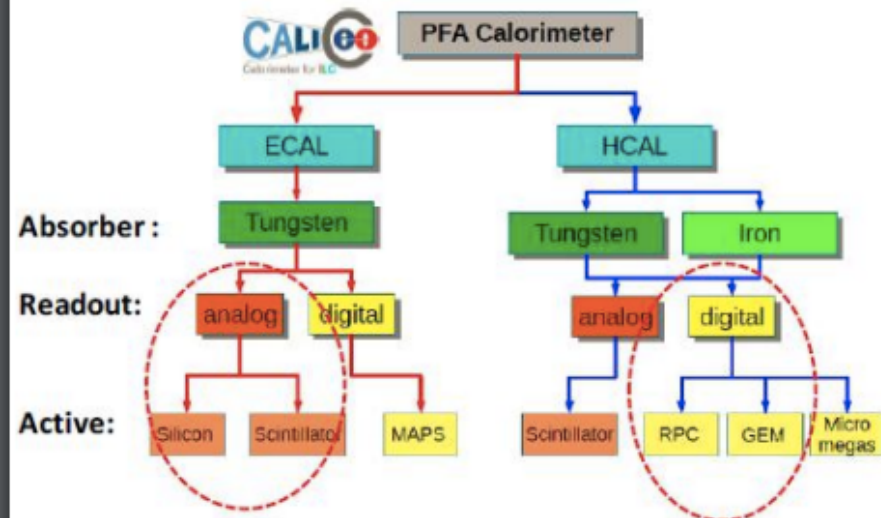 CALICE
Calorimeter for ILC
PFA Calorimeter
ECAL
HCAL
Absorber :
Tungsten
Tungsten
Iron
Readout:
analog
digital
analog
digital
Active:
Silicon
Scintillator
MAPS
Scintillator
RPC
GEM
Micro
megas